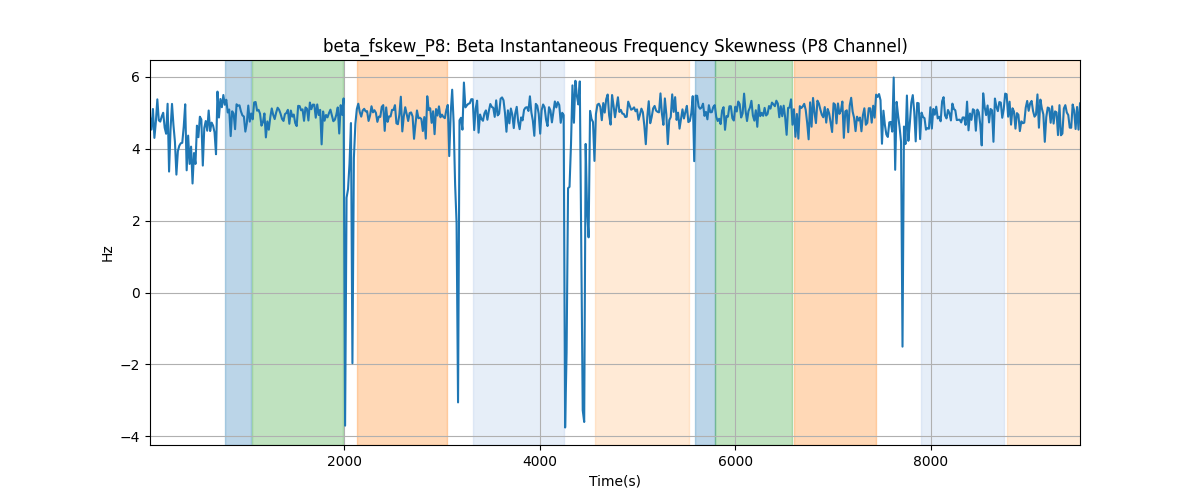 beta_fskew_P8: Beta Instantaneous Frequency Skewness (P8 Channel)
6
4
2
0
−2
−4
Hz
2000 4000 6000 8000
Time(s)